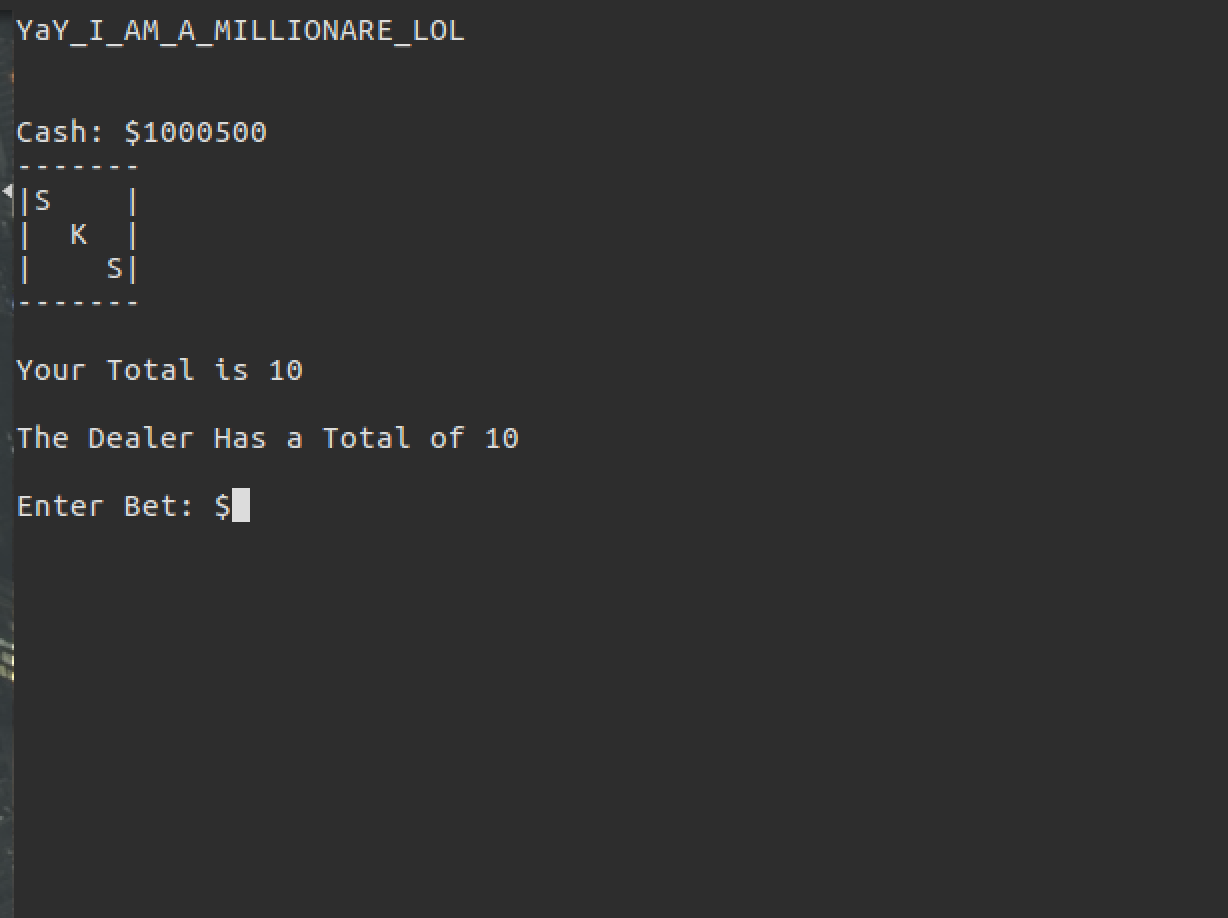 YaY_I_AM_A_MILLIONARE_LOL
Cash: $1000500
-------
|S    |
|  K  |
|    S|
-------
Your Total is 10
The Dealer Has a Total of 10
Enter Bet: $